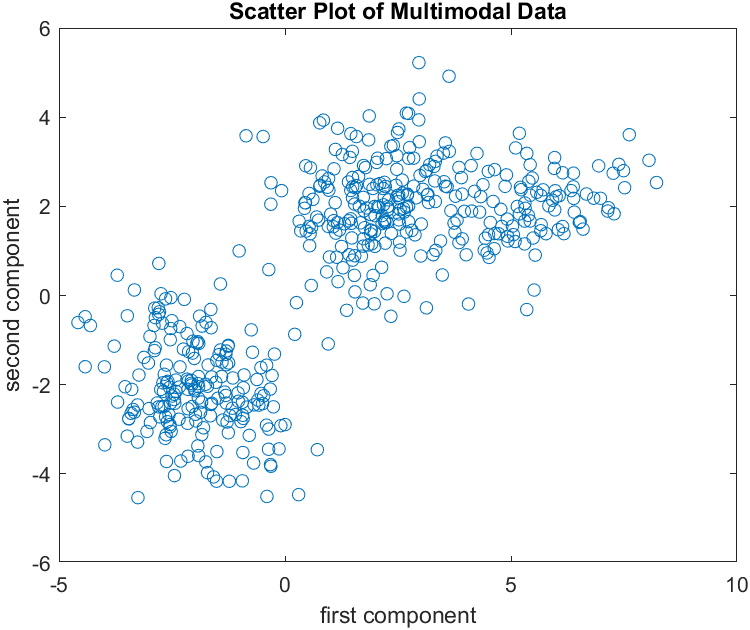 Scatter Plot of Multimodal Data
6
4
2
0
-2
-4
-6
second component
-5 0 5 10
first component